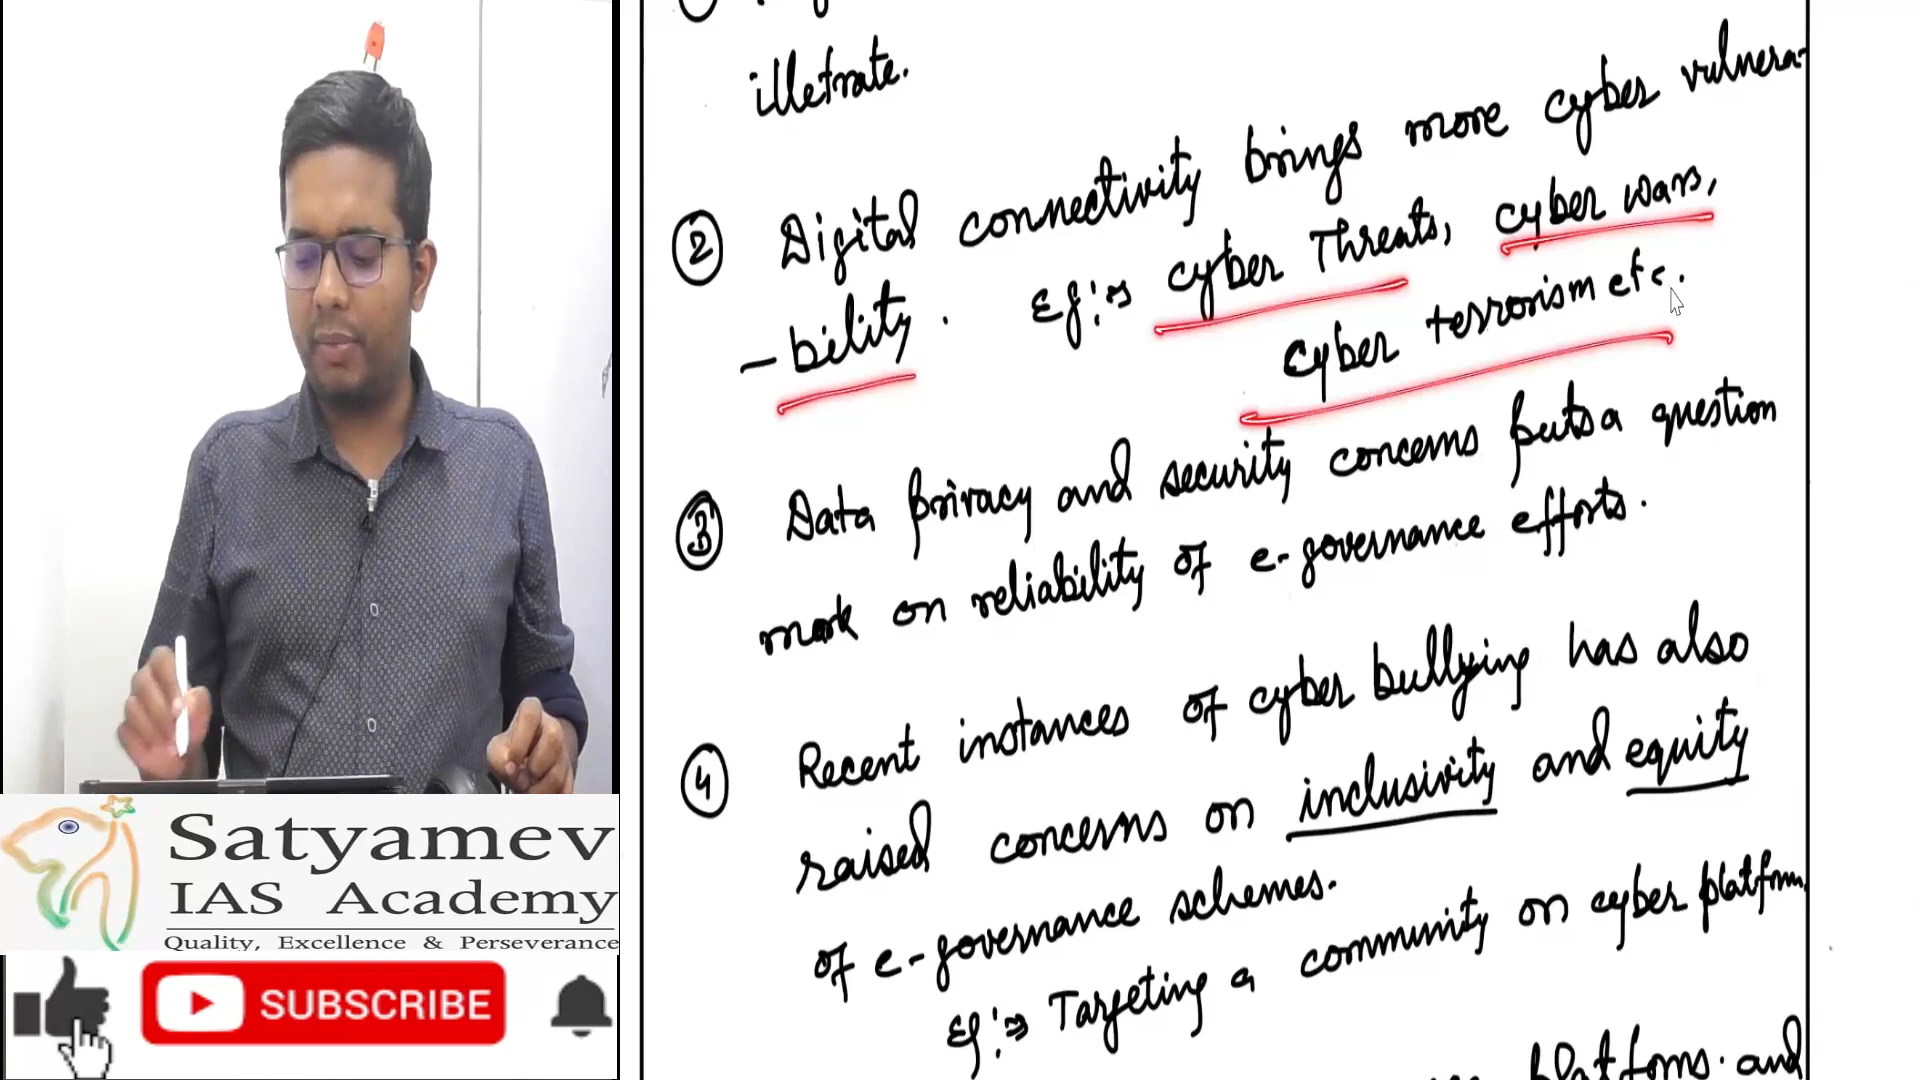 illetrate.
② Digital connectivity brings more cyber vulnera-
-bility. Eg:⇒ cyber Threats, cyber wars,
cyber terrorism etc.
③ Data privacy and security concerns puts a question
mark on reliability of e-governance efforts.
④ Recent instances of cyber bullying has also
raised concerns on inclusivity and equity
of e-governance schemes.
Eg:⇒ Targeting a community on cyber platform
platforms. and
Satyamev
IAS Academy
Quality, Excellence & Perseverance
SUBSCRIBE